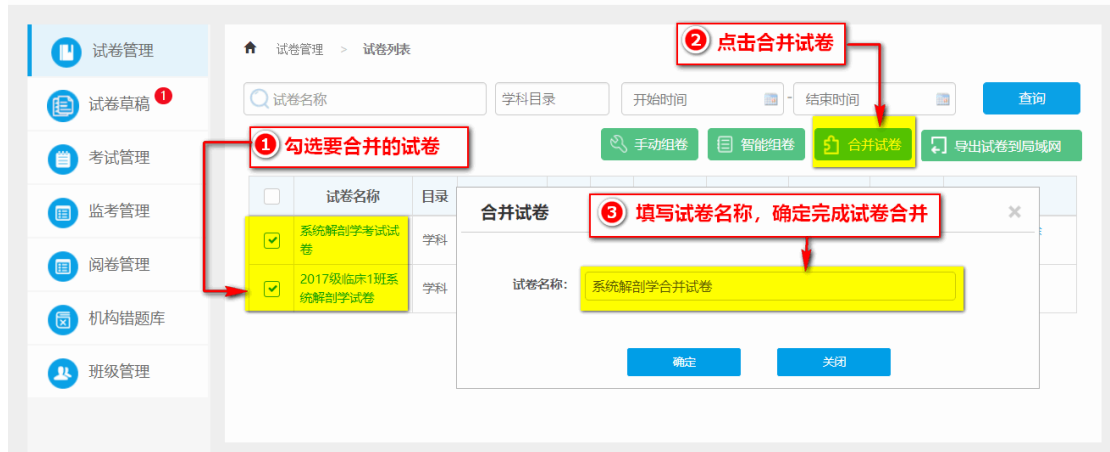 试卷管理
试卷草稿
1
考试管理
监考管理
阅卷管理
机构错题库
班级管理
试卷管理 > 试卷列表
② 点击合并试卷
试卷名称
学科目录
开始时间
-
结束时间
查询
① 勾选要合并的试卷
手动组卷
智能组卷
合并试卷
导出试卷到局域网
试卷名称
目录
系统解剖学考试试
卷
学科
2017级临床1班系
统解剖学试卷
学科
合并试卷
③ 填写试卷名称，确定完成试卷合并
×
试卷名称：
系统解剖学合并试卷
确定
关闭